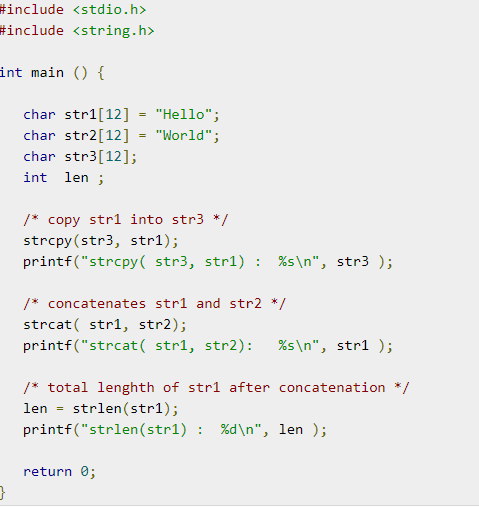 #include <stdio.h>
#include <string.h>
int main () {
char str1[12] = "Hello";
char str2[12] = "World";
char str3[12];
int  len ;
/* copy str1 into str3 */
strcpy(str3, str1);
printf("strcpy( str3, str1) :  %s\n", str3 );
/* concatenates str1 and str2 */
strcat( str1, str2);
printf("strcat( str1, str2):   %s\n", str1 );
/* total lenghth of str1 after concatenation */
len = strlen(str1);
printf("strlen(str1) :  %d\n", len );
return 0;
}